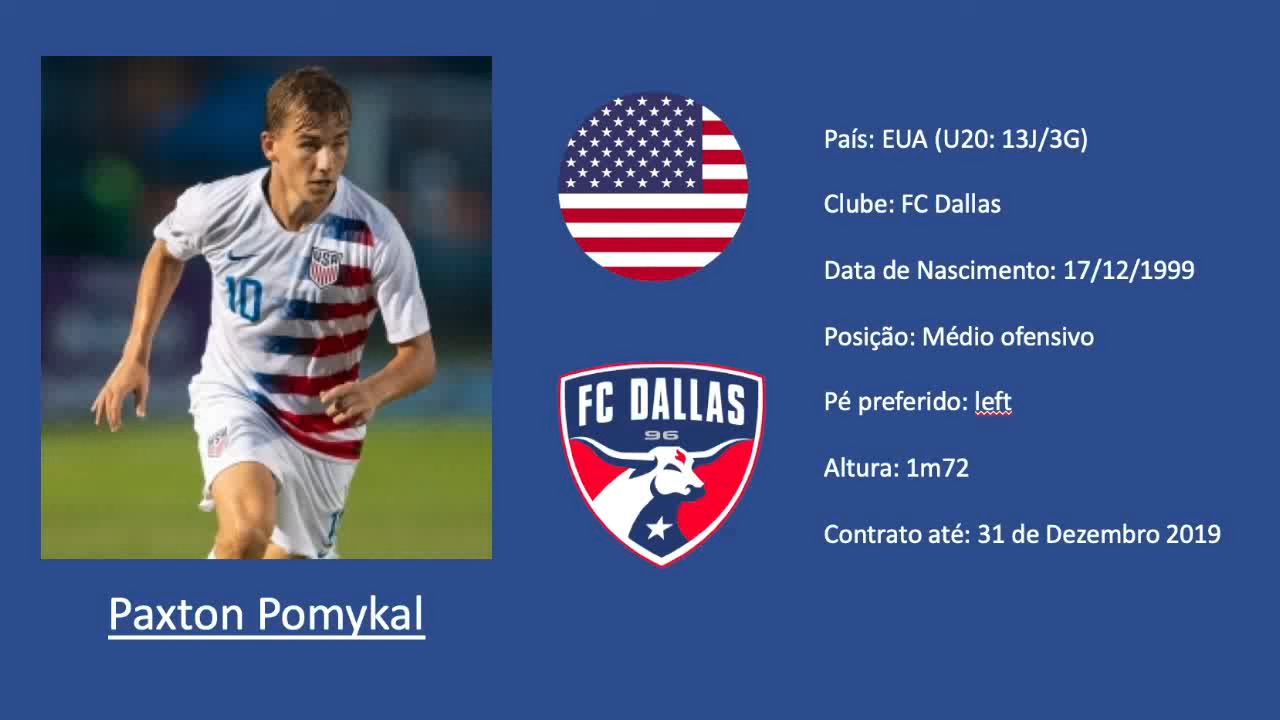 USA
10
Paxton Pomykal
FC DALLAS
96
País: EUA (U20: 13J/3G)
Clube: FC Dallas
Data de Nascimento: 17/12/1999
Posição: Médio ofensivo
Pé preferido: left
Altura: 1m72
Contrato até: 31 de Dezembro 2019